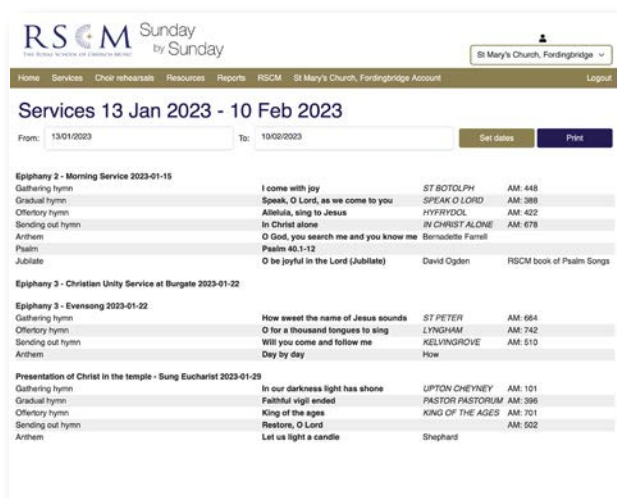 RSCM Sunday by Sunday
THE ROYAL SCHOOL OF CHURCH MUSIC
St Mary's Church, Fordingbridge
Home Services Choir rehearsals Resources Reports RSCM St Mary's Church, Fordingbridge Account Logout
Services 13 Jan 2023 - 10 Feb 2023
From: 13/01/2023 To: 10/02/2023 Set dates Print
Epiphany 2 - Morning Service 2023-01-15
Gathering hymn I come with joy ST BOTOLPH AM: 448
Gradual hymn Speak, O Lord, as we come to you SPEAK O LORD AM: 388
Offertory hymn Alleluia, sing to Jesus HYFRYDOL AM: 422
Sending out hymn In Christ alone IN CHRIST ALONE AM: 678
Anthem O God, you search me and you know me Bernadette Farrell
Psalm Psalm 40.1-12
Jubilate O be joyful in the Lord (Jubilate) David Ogden RSCM book of Psalm Songs
Epiphany 3 - Christian Unity Service at Burgate 2023-01-22
Epiphany 3 - Evensong 2023-01-22
Gathering hymn How sweet the name of Jesus sounds ST PETER AM: 664
Offertory hymn O for a thousand tongues to sing LYNGHAM AM: 742
Sending out hymn Will you come and follow me KELVINGROVE AM: 510
Anthem Day by day How
Presentation of Christ in the temple - Sung Eucharist 2023-01-29
Gathering hymn In our darkness light has shone UPTON CHEYNEY AM: 101
Gradual hymn Faithful vigil ended PASTOR PASTORUM AM: 396
Offertory hymn King of the ages KING OF THE AGES AM: 701
Sending out hymn Restore, O Lord AM: 502
Anthem Let us light a candle Shephard